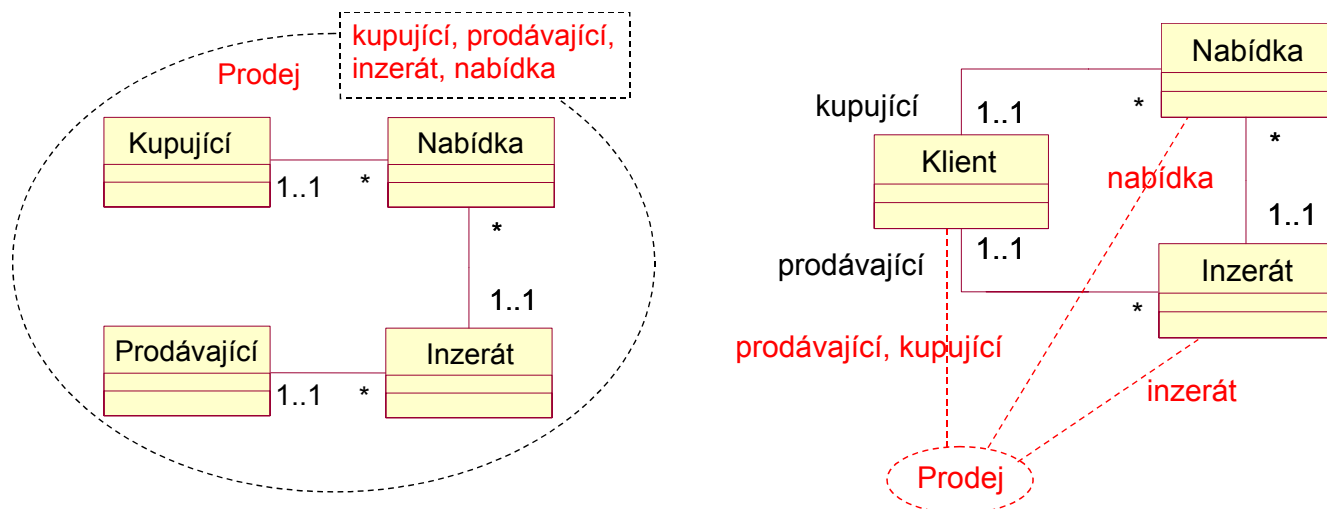 kupující, prodávající,
inzerát, nabídka
Prodej
Kupující
Nabídka
1..1
*
*
1..1
Prodávající
Inzerát
1..1
*
Nabídka
kupující
1..1
*
*
Klient
nabídka
1..1
1..1
prodávající
Inzerát
*
prodávající, kupující
inzerát
Prodej